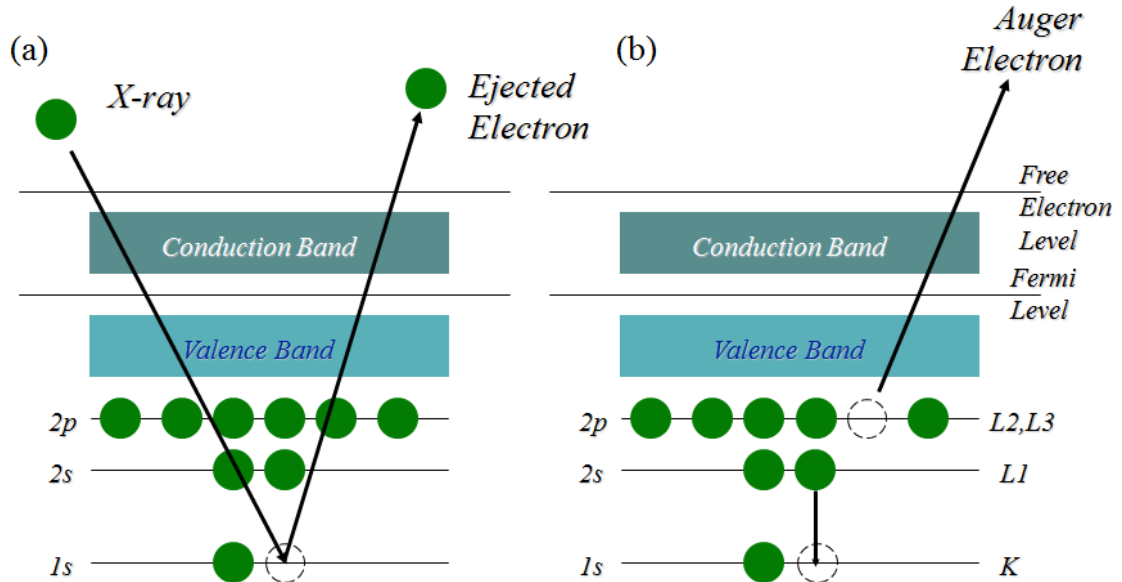 (a)
X-ray
Ejected
Electron
Conduction Band
Valence Band
2p
2s
1s
(b)
Auger
Electron
Free
Electron
Level
Conduction Band
Fermi
Level
Valence Band
2p
L2,L3
2s
L1
1s
K